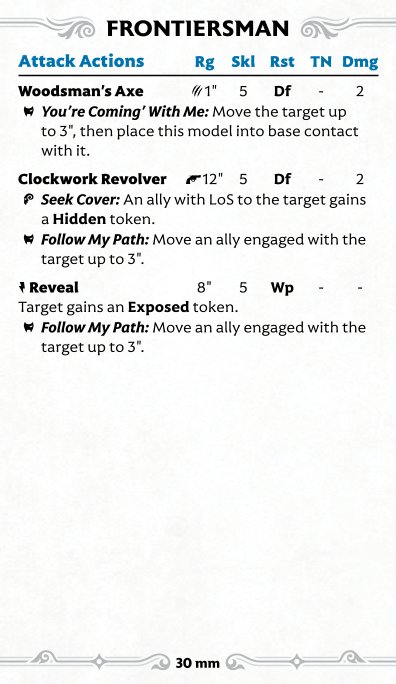 FRONTIERSMAN
Attack Actions Rg Skl Rst TN Dmg
Woodsman's Axe 1" 5 Df - 2
You're Coming' With Me: Move the target up
to 3", then place this model into base contact
with it.
Clockwork Revolver 12" 5 Df - 2
Seek Cover: An ally with LoS to the target gains
a Hidden token.
Follow My Path: Move an ally engaged with the
target up to 3".
Reveal 8" 5 Wp - -
Target gains an Exposed token.
Follow My Path: Move an ally engaged with the
target up to 3".
30 mm